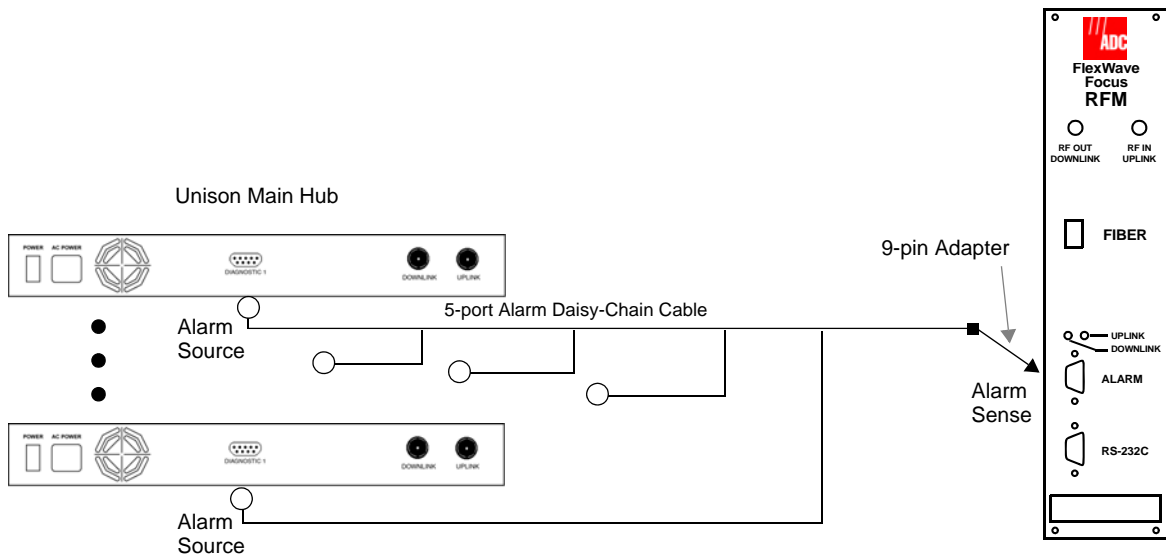 ADC
FlexWave
Focus
RFM
RF OUT
DOWNLINK
RF IN
UPLINK
FIBER
UPLINK
DOWNLINK
ALARM
RS-232C
Unison Main Hub
POWER
AC POWER
DIAGNOSTIC 1
DOWNLINK
UPLINK
Alarm
Source
5-port Alarm Daisy-Chain Cable
9-pin Adapter
Alarm
Sense
POWER
AC POWER
DIAGNOSTIC 1
DOWNLINK
UPLINK
Alarm
Source